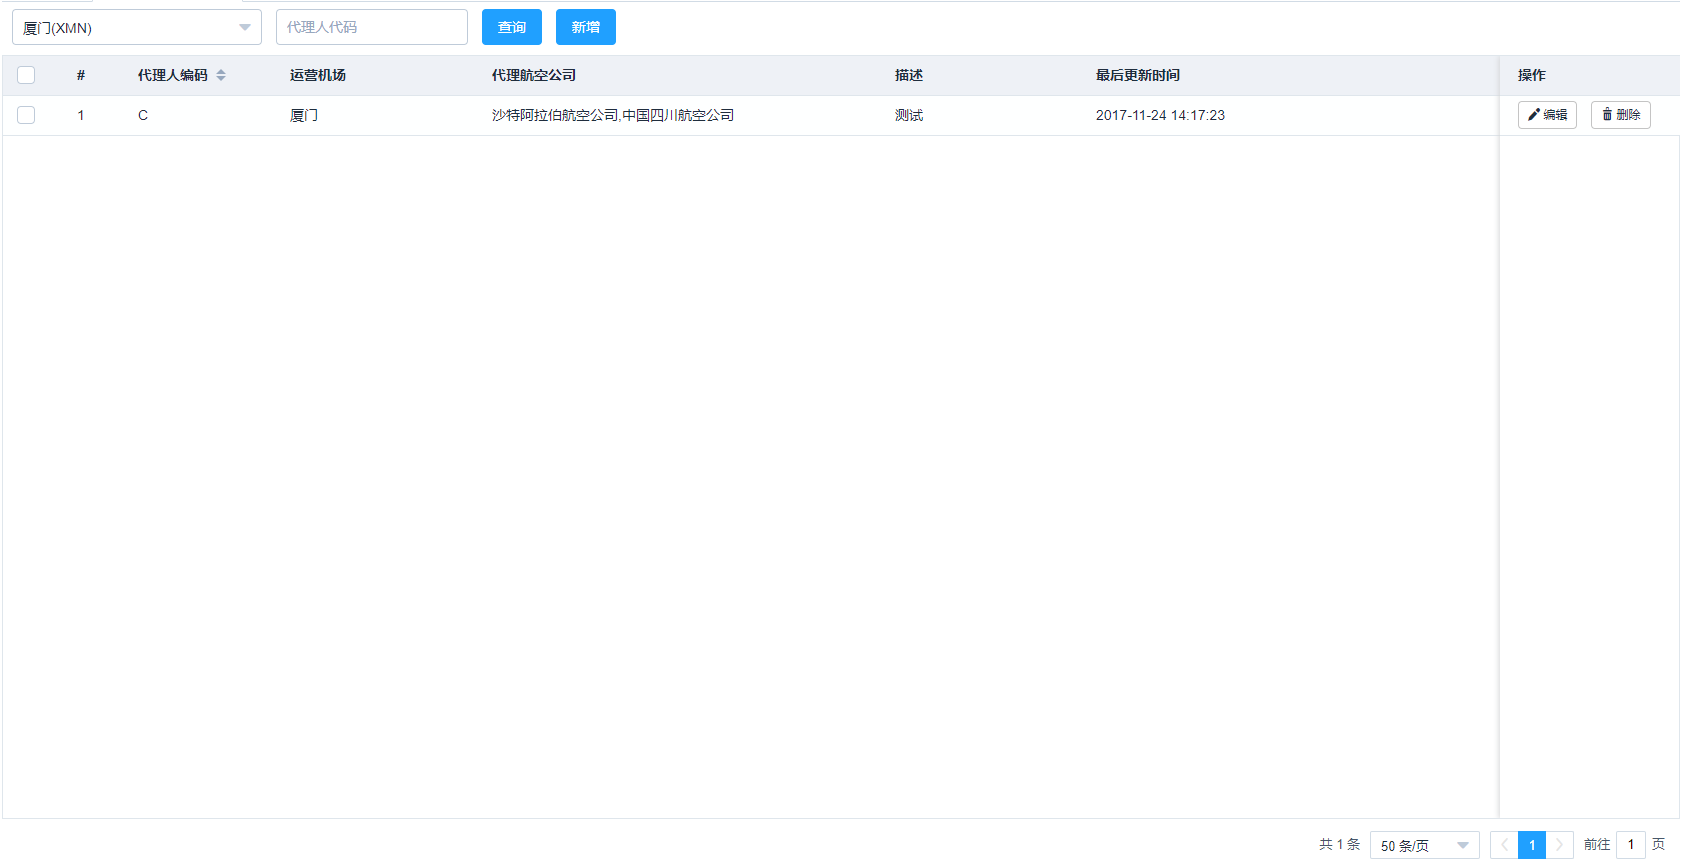 厦门(XMN) 代理人代码 查询 新增
# 代理人编码 运营机场 代理航空公司 描述 最后更新时间 操作
1 C 厦门 沙特阿拉伯航空公司,中国四川航空公司 测试 2017-11-24 14:17:23 编辑 删除
共 1 条 50 条/页 1 前往 1 页